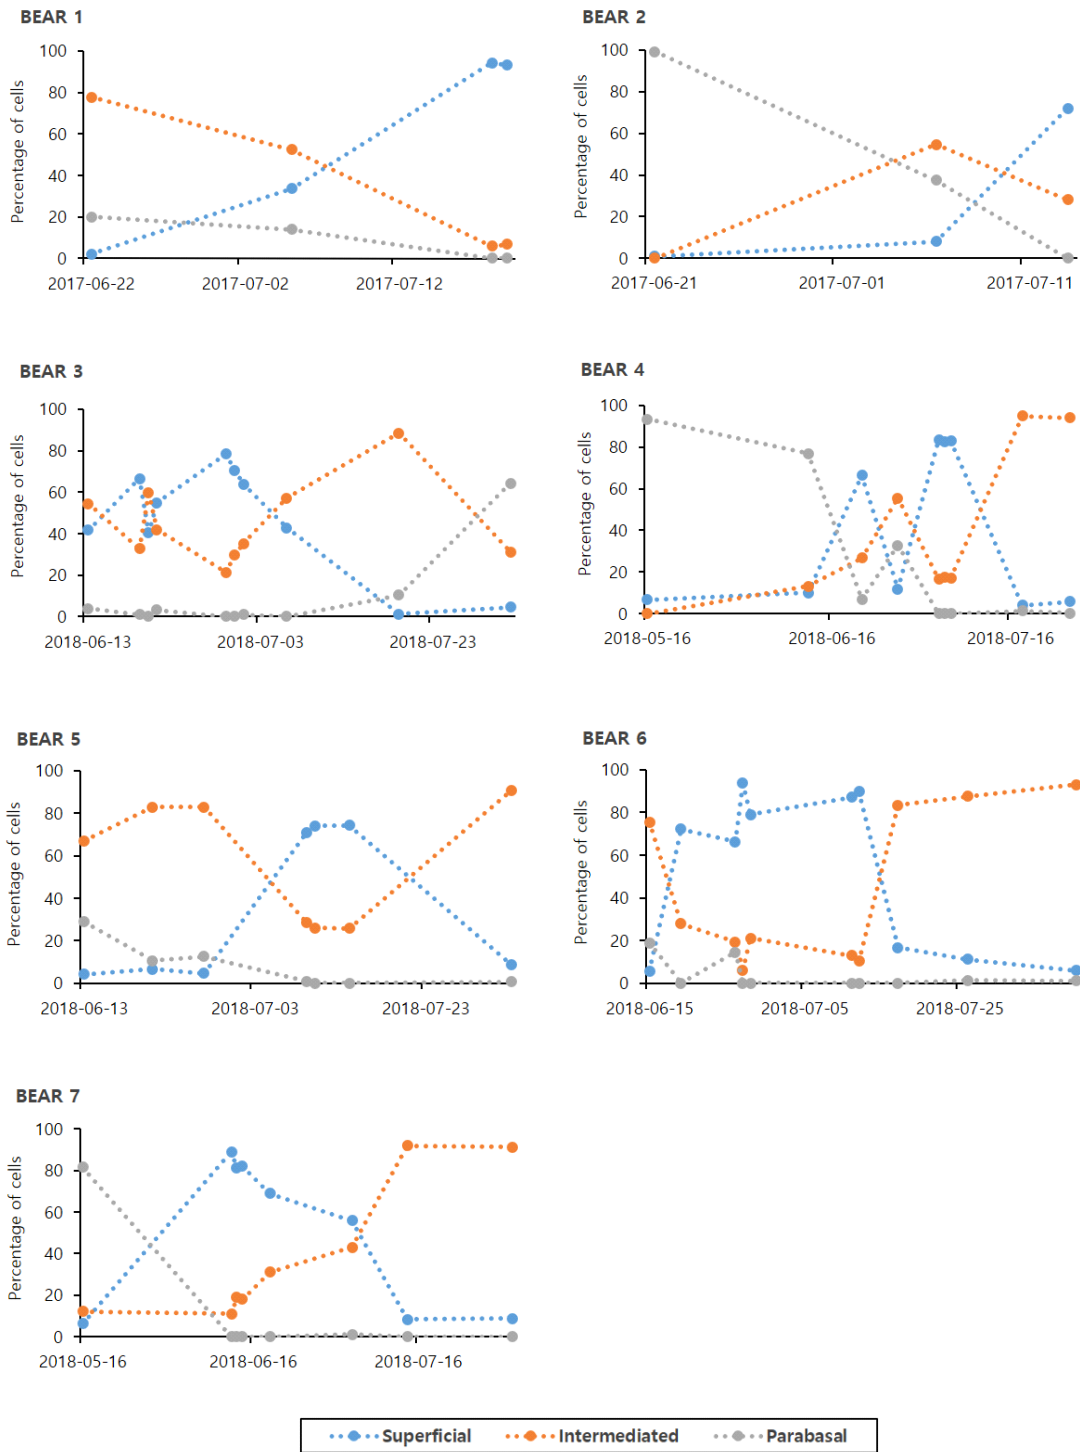 BEAR 1
Percentage of cells
100
80
60
40
20
0
2017-06-22 2017-07-02 2017-07-12
BEAR 2
Percentage of cells
100
80
60
40
20
0
2017-06-21 2017-07-01 2017-07-11
BEAR 3
Percentage of cells
100
80
60
40
20
0
2018-06-13 2018-07-03 2018-07-23
BEAR 4
Percentage of cells
100
80
60
40
20
0
2018-05-16 2018-06-16 2018-07-16
BEAR 5
Percentage of cells
100
80
60
40
20
0
2018-06-13 2018-07-03 2018-07-23
BEAR 6
Percentage of cells
100
80
60
40
20
0
2018-06-15 2018-07-05 2018-07-25
BEAR 7
Percentage of cells
100
80
60
40
20
0
2018-05-16 2018-06-16 2018-07-16
Superficial Intermediated Parabasal